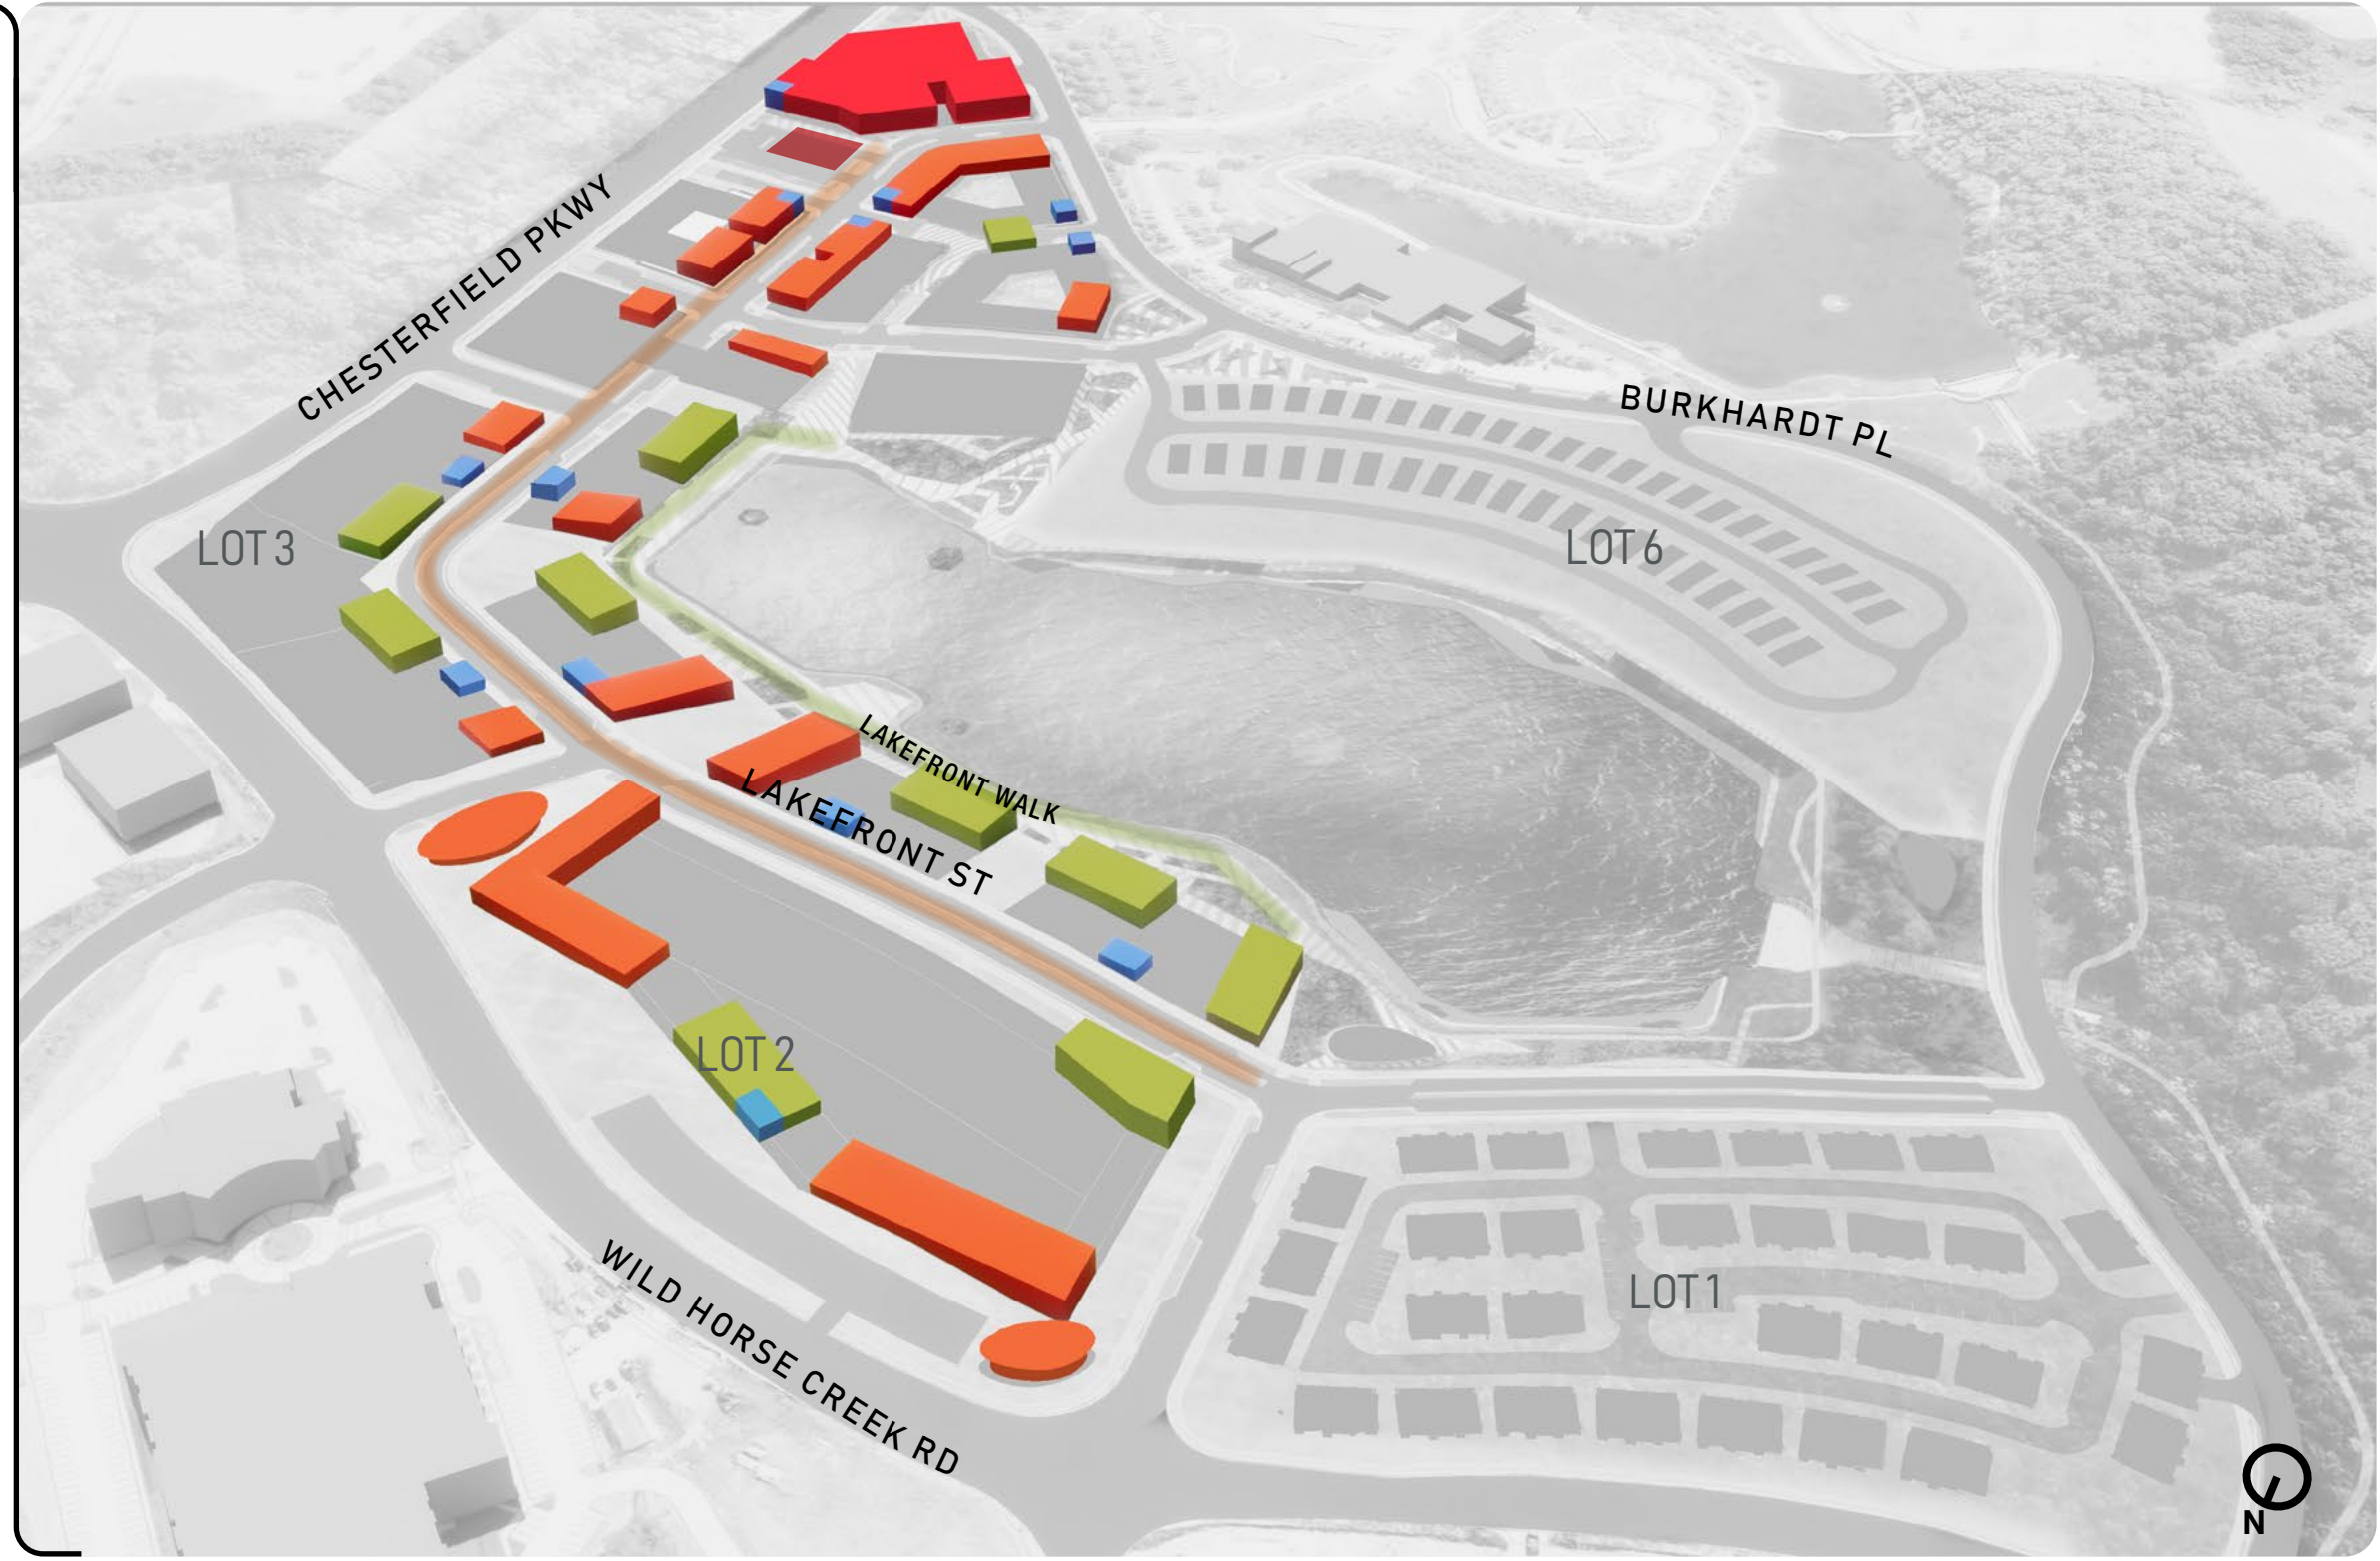 CHESTERFIELD PKWY
BURKHARDT PL
LOT 3
LOT 6
LAKEFRONT WALK
LAKEFRONT ST
LOT 2
LOT 1
WILD HORSE CREEK RD
N